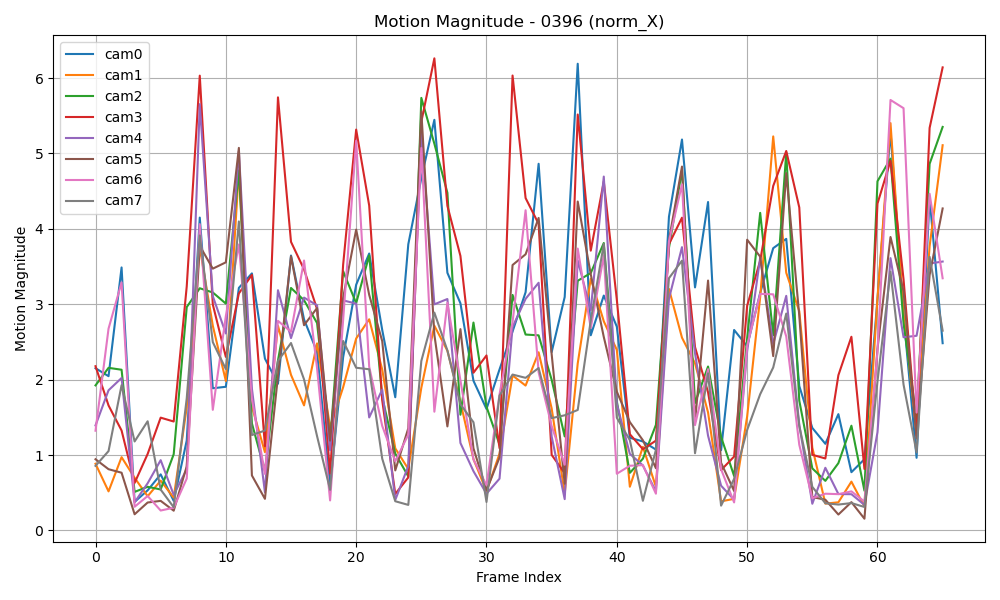 Motion Magnitude - 0396 (norm_X)
cam0
cam1
cam2
cam3
cam4
cam5
cam6
cam7
Motion Magnitude
6
5
4
3
2
1
0
0 10 20 30 40 50 60
Frame Index